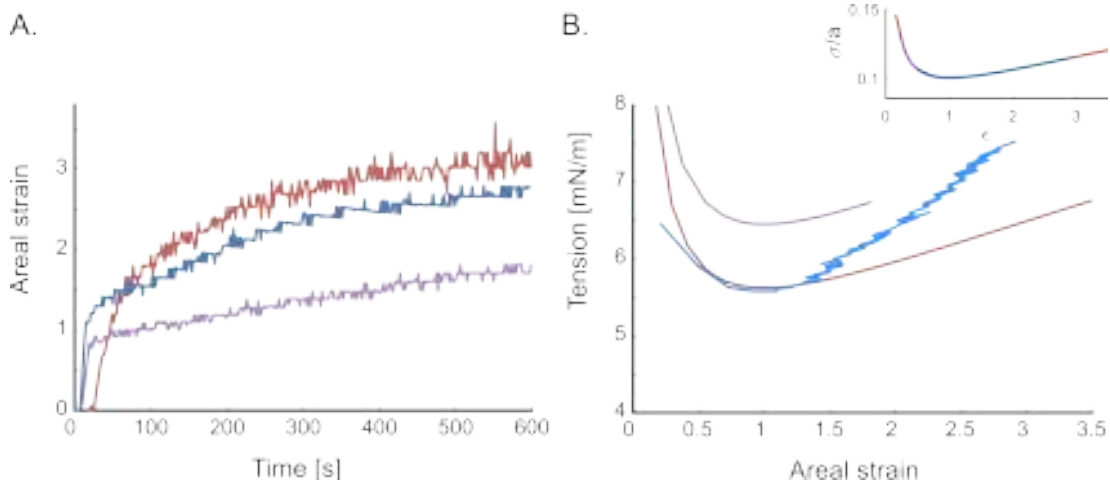 A.
Areal strain
3
2
1
0
0 100 200 300 400 500 600
Time [s]
B.
σ/a
0.15
0.1
0 1 2 3
ε
Tension [mN/m]
8
7
6
5
4
0 0.5 1 1.5 2 2.5 3 3.5
Areal strain